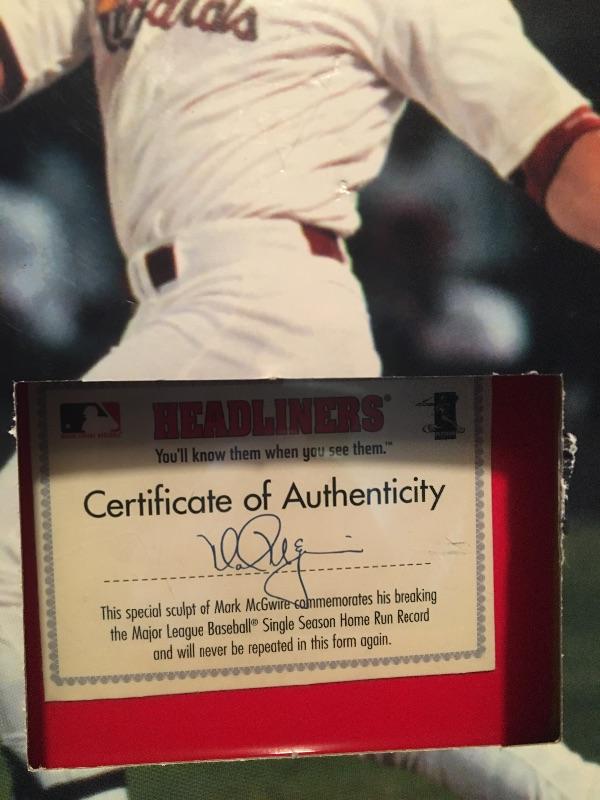 HEADLINERS®
You'll know them when you see them.™
Certificate of Authenticity
This special sculpt of Mark McGwire commemorates his breaking
the Major League Baseball® Single Season Home Run Record
and will never be repeated in this form again.